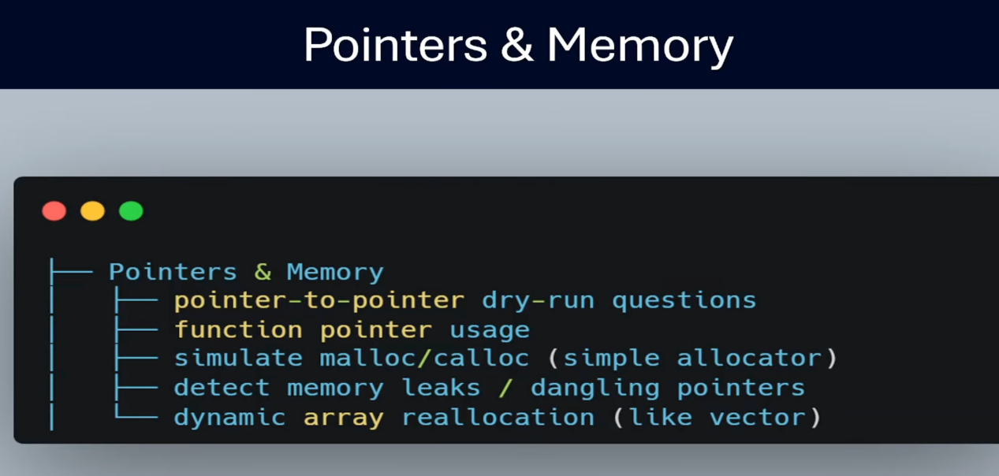 Pointers & Memory
├── Pointers & Memory
│   ├── pointer-to-pointer dry-run questions
│   ├── function pointer usage
│   ├── simulate malloc/calloc (simple allocator)
│   ├── detect memory leaks / dangling pointers
│   └── dynamic array reallocation (like vector)